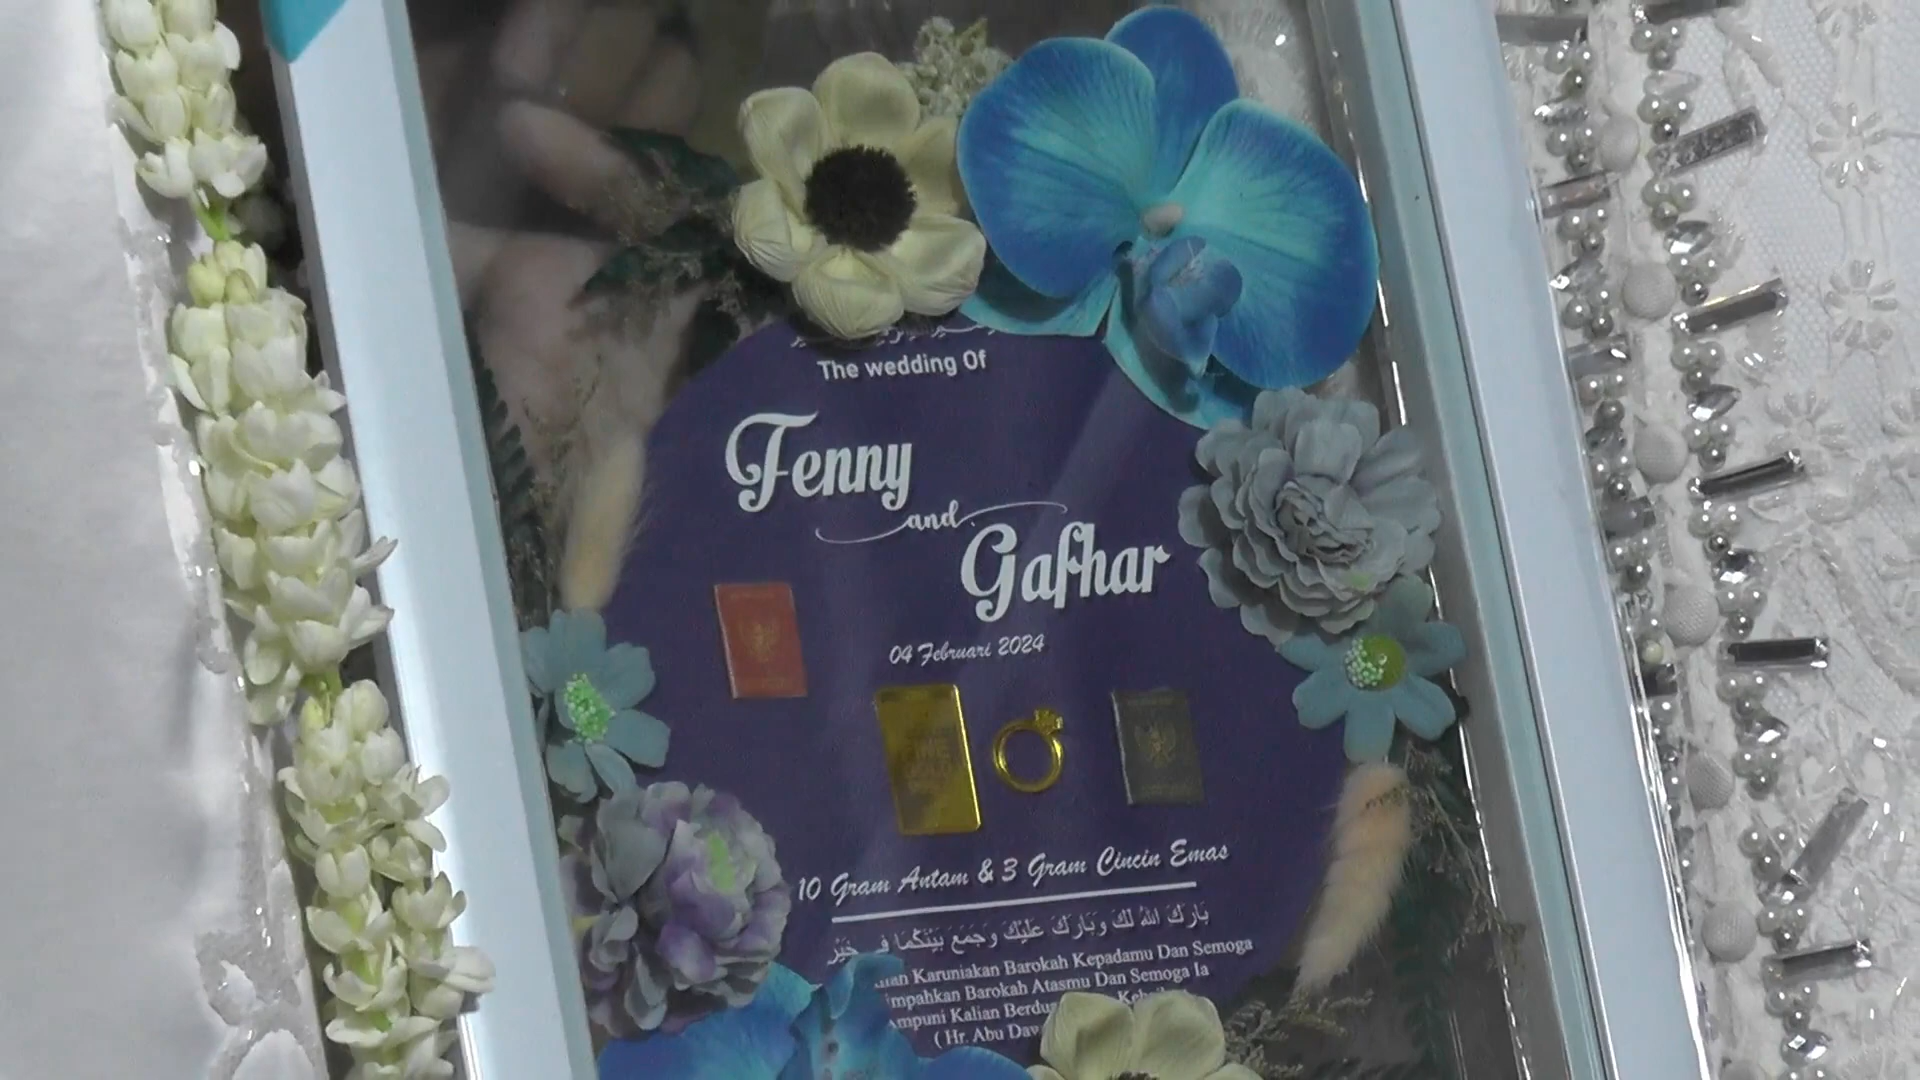 The wedding Of
Fenny
and
Gafhar
04 Februari 2024
10 Gram Antam & 3 Gram Cincin Emas
بَارَكَ اللهُ لَكَ وَبَارَكَ عَلَيْكَ وَجَمَعَ بَيْنَكُمَا فِي خَيْرٍ
Karuniakan Barokah Kepadamu Dan Semoga
Barokah Atasmu Dan Semoga Ia
Kalian
( Hr. Abu